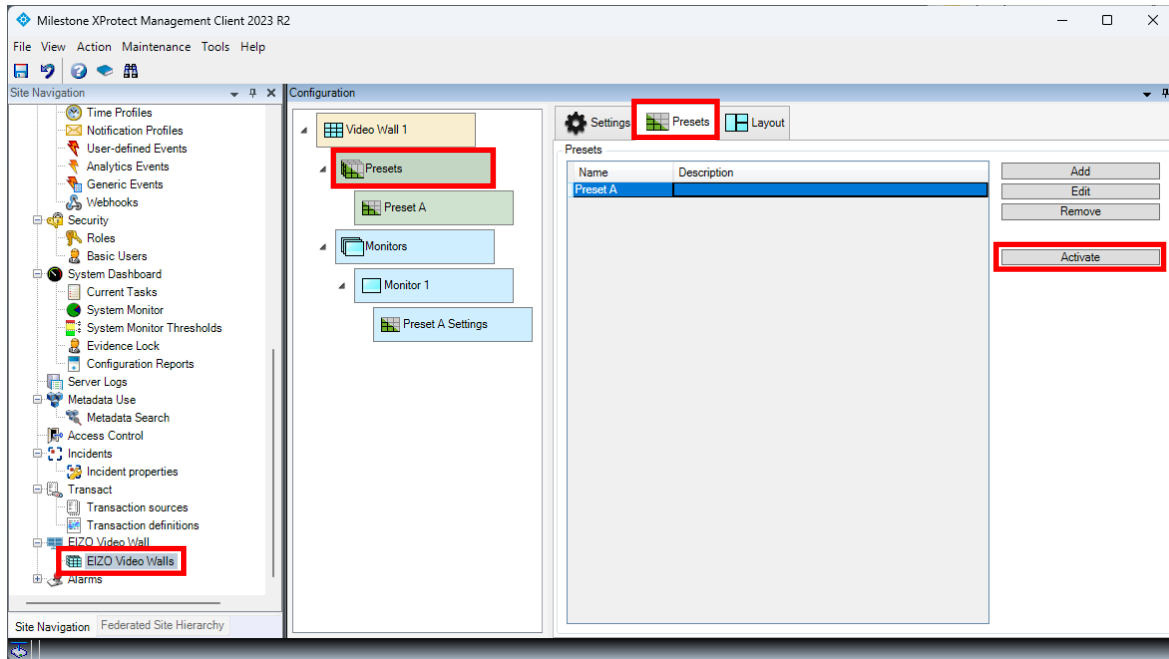 Milestone XProtect Management Client 2023 R2
File View Action Maintenance Tools Help
Site Navigation
Time Profiles
Notification Profiles
User-defined Events
Analytics Events
Generic Events
Webhooks
Security
Roles
Basic Users
System Dashboard
Current Tasks
System Monitor
System Monitor Thresholds
Evidence Lock
Configuration Reports
Server Logs
Metadata Use
Metadata Search
Access Control
Incidents
Incident properties
Transact
Transaction sources
Transaction definitions
EIZO Video Wall
EIZO Video Walls
Alarms
Site Navigation Federated Site Hierarchy
Configuration
Video Wall 1
Presets
Preset A
Monitors
Monitor 1
Preset A Settings
Settings Presets Layout
Presets
Name Description
Preset A
Add
Edit
Remove
Activate